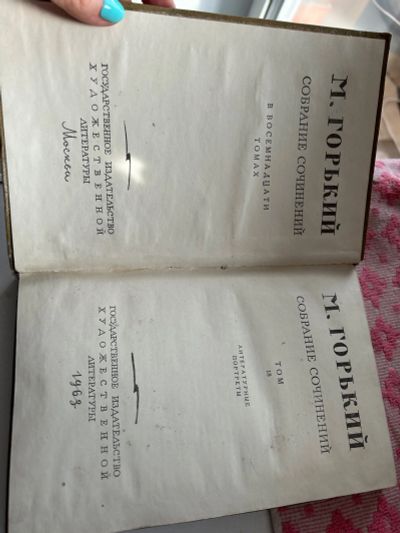 М. ГОРЬКИЙ
СОБРАНИЕ СОЧИНЕНИЙ
В ВОСЕМНАДЦАТИ
ТОМАХ
ГОСУДАРСТВЕННОЕ ИЗДАТЕЛЬСТВО
ХУДОЖЕСТВЕННОЙ
ЛИТЕРАТУРЫ
Москва
М. ГОРЬКИЙ
СОБРАНИЕ СОЧИНЕНИЙ
ТОМ
18
ЛИТЕРАТУРНЫЕ
ПОРТРЕТЫ
ГОСУДАРСТВЕННОЕ ИЗДАТЕЛЬСТВО
ХУДОЖЕСТВЕННОЙ
ЛИТЕРАТУРЫ
1963